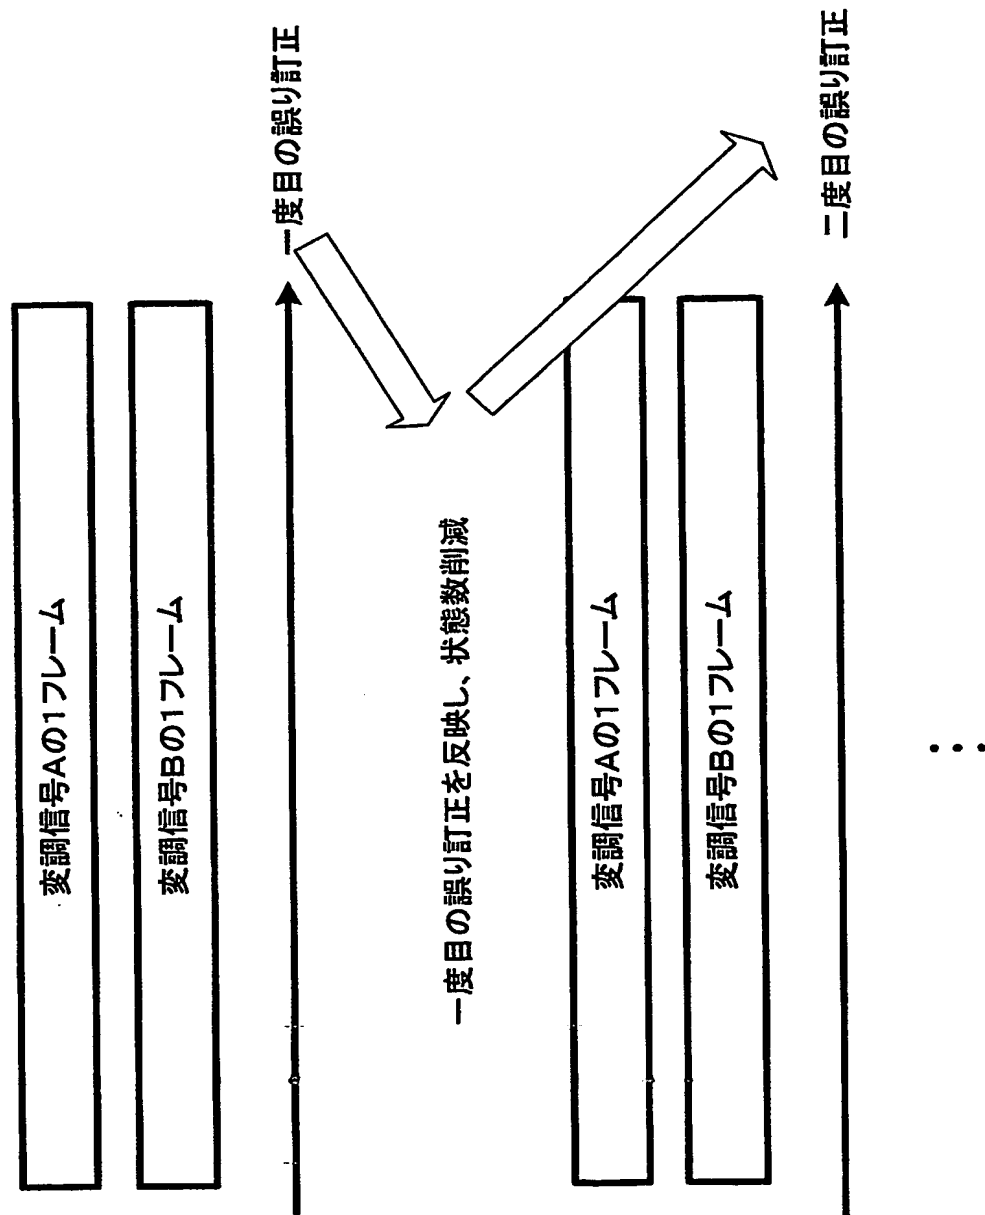 変調信号Aの1フレーム
変調信号Bの1フレーム
一度目の誤り訂正
一度目の誤り訂正を反映し、状態数削減
変調信号Aの1フレーム
変調信号Bの1フレーム
二度目の誤り訂正